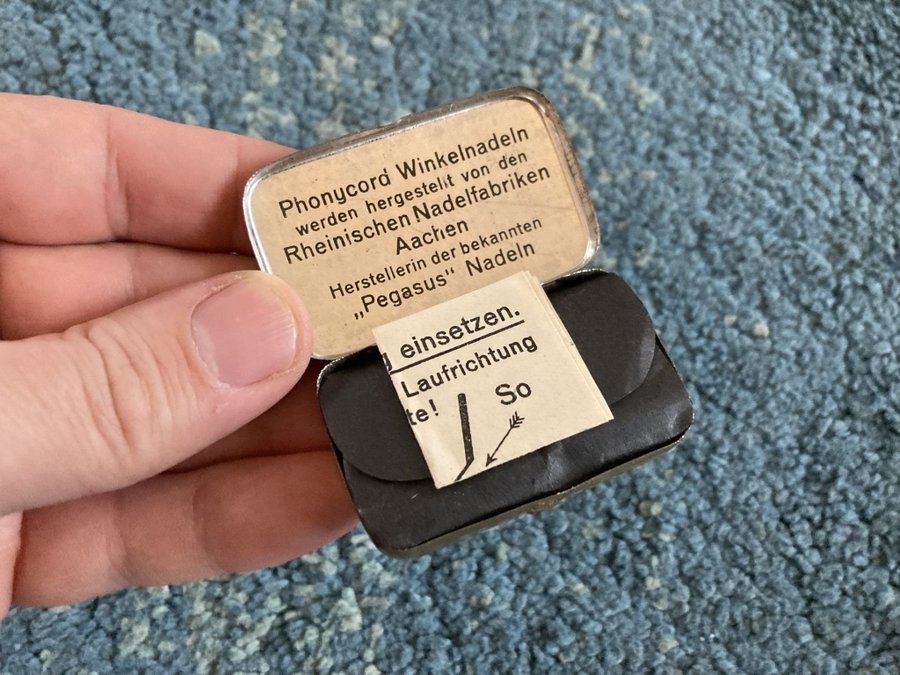 Phonycord Winkelnadeln
werden hergestellt von den
Rheinischen Nadelfabriken
Aachen
Herstellerin der bekannten
„Pegasus" Nadeln
einsetzen.
Laufrichtung
te!
So